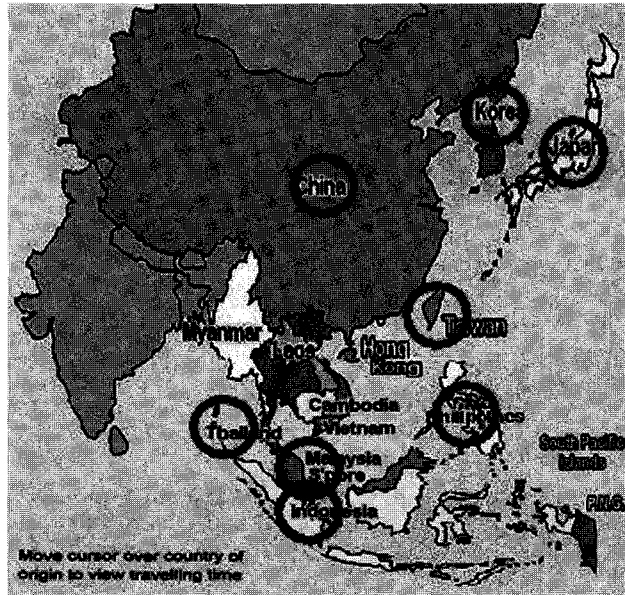 Korea
Japan
China
Taiwan
Myanmar
Hong
Kong
Laos
Cambodia
Vietnam
Thailand
Philippines
Malaysia
S'pore
Indonesia
South Pacific
Islands
P.N.G.
Move cursor over country of
origin to view travelling time